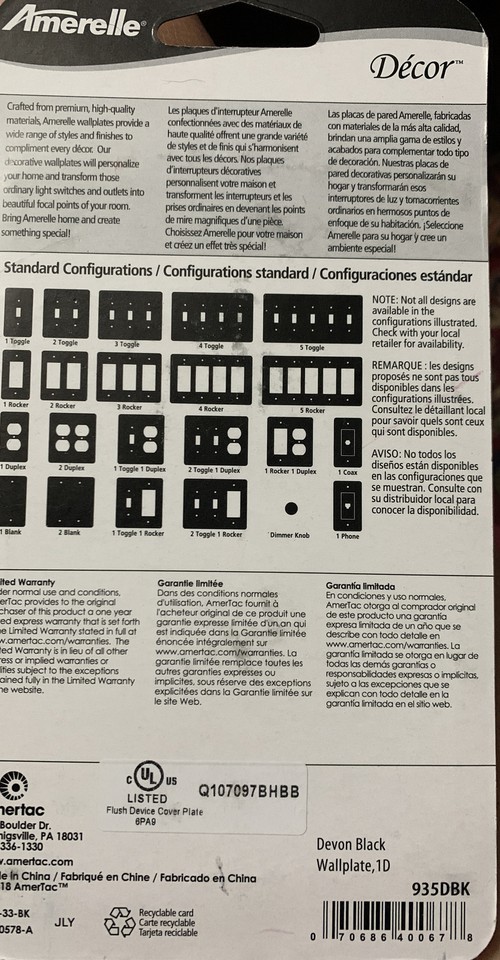 Amerelle®
Décor™
Crafted from premium, high-quality
materials, Amerelle wallplates provide a
wide range of styles and finishes to
compliment every décor. Our
decorative wallplates will personalize
your home and transform those
ordinary light switches and outlets into
beautiful focal points of your room.
Bring Amerelle home and create
something special!
Les plaques d'interrupteur Amerelle
confectionnées avec des matériaux de
haute qualité offrent une grande variété
de styles et de finis qui s'harmonisent
avec tous les décors. Nos plaques
d'interrupteurs décoratives
personnalisent votre maison et
transforment les interrupteurs et les
prises ordinaires en devenant les points
de mire magnifiques d'une pièce.
Choisissez Amerelle pour votre maison
et créez un effet très spécial!
Las placas de pared Amerelle, fabricadas
con materiales de la más alta calidad,
brindan una amplia gama de estilos y
acabados para complementar todo tipo
de decoración. Nuestras placas de
pared decorativas personalizarán su
hogar y transformarán esos
interruptores de luz y tomacorrientes
ordinarios en hermosos puntos de
enfoque de su habitación. ¡Seleccione
Amerelle para su hogar y cree un
ambiente especial!
Standard Configurations / Configurations standard / Configuraciones estándar
1 Toggle 2 Toggle 3 Toggle 4 Toggle 5 Toggle
1 Rocker 2 Rocker 3 Rocker 4 Rocker 5 Rocker
1 Duplex 2 Duplex 1 Toggle 1 Duplex 2 Toggle 1 Duplex 1 Rocker 1 Duplex 1 Coax
1 Blank 2 Blank 1 Toggle 1 Rocker 2 Toggle 1 Rocker Dimmer Knob 1 Phone
NOTE: Not all designs are
available in the
configurations illustrated.
Check with your local
retailer for availability.
REMARQUE : les designs
proposés ne sont pas tous
disponibles dans les
configurations illustrées.
Consultez le détaillant local
pour savoir quels sont ceux
qui sont disponibles.
AVISO: No todos los
diseños están disponibles
en las configuraciones que
se muestran. Consulte con
su distribuidor local para
conocer la disponibilidad.
ited Warranty
der normal use and conditions,
erTac provides to the original
chaser of this product a one year
ed express warranty that is set forth
e Limited Warranty stated in full at
w.amertac.com/warranties. The
ted Warranty is in lieu of all other
ress or implied warranties or
lities subject to the exceptions
ained fully in the Limited Warranty
he website.
Garantie limitée
Dans des conditions normales
d'utilisation, AmerTac fournit à
l'acheteur original de ce produit une
garantie expresse limitée d'un,an qui
est indiquée dans la Garantie limitée
énoncée intégralement sur
www.amertac.com/warranties. La
garantie limitée remplace toutes les
autres garanties expresses ou
implicites, sous réserve des exceptions
explicitées dans la Garantie limitée sur
le site Web.
Garantía limitada
En condiciones y uso normales,
AmerTac otorga al comprador original
de este producto una garantía
expresa limitada de un año que se
describe con todo detalle en
www.amertac.com/warranties. La
garantía limitada se otorga en lugar de
todas las demás garantías o
responsabilidades expresas o implícitas,
sujeto a las excepciones que se
explican con todo detalle en la
garantía limitada en el sitio web.
mertac
Boulder Dr.
nigsville, PA 18031
336-1330
v.amertac.com
de in China / Fabriqué en Chine / Fabricado en China
18 AmerTac™
-33-BK
0578-A JLY
C UL US
LISTED
Q107097BHBB
Flush Device Cover Plate
6PA9
Recyclable card
Carte recyclable
Tarjeta reciclable
Devon Black
Wallplate,1D
935DBK
0 70686 40067 8